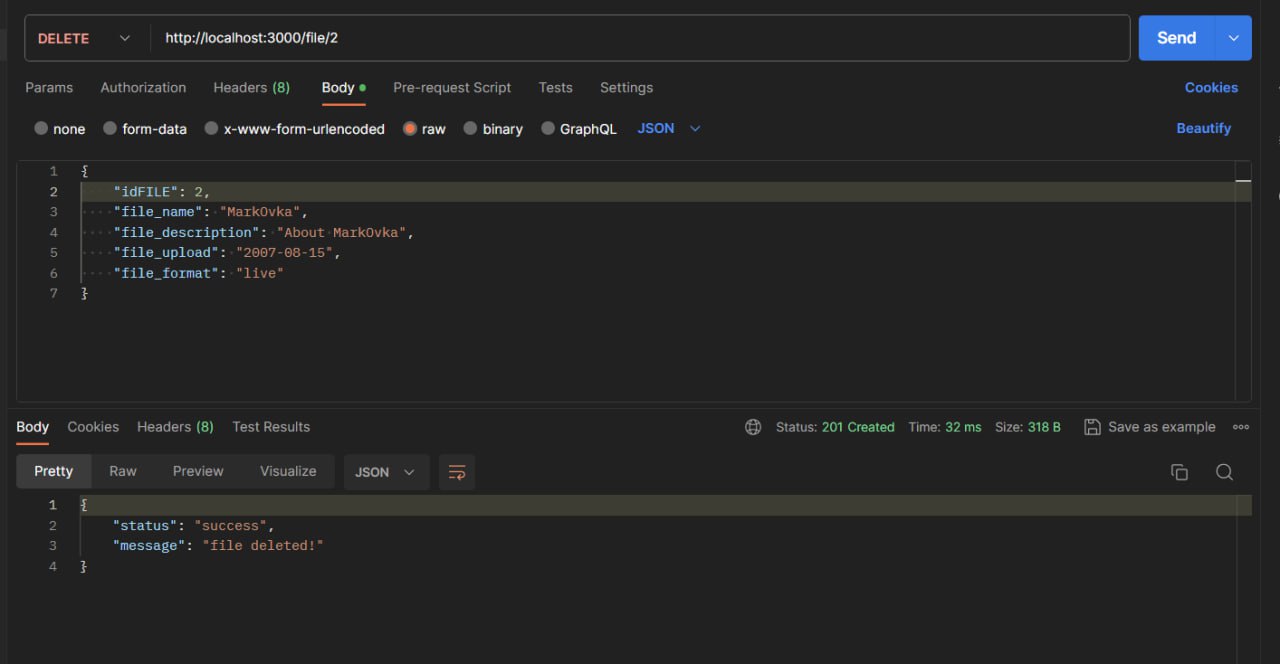 DELETE http://localhost:3000/file/2 Send
Params Authorization Headers (8) Body Pre-request Script Tests Settings Cookies
none form-data x-www-form-urlencoded raw binary GraphQL JSON Beautify
1 {
2 "idFILE": 2,
3 "file_name": "MarkOvka",
4 "file_description": "About MarkOvka",
5 "file_upload": "2007-08-15",
6 "file_format": "live"
7 }
Body Cookies Headers (8) Test Results Status: 201 Created Time: 32 ms Size: 318 B Save as example
Pretty Raw Preview Visualize JSON
1 {
2 "status": "success",
3 "message": "file deleted!"
4 }